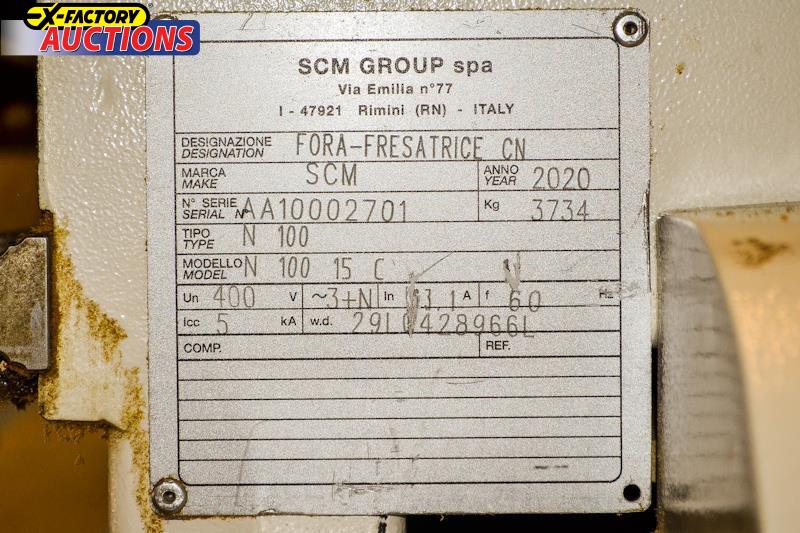 X-FACTORY
AUCTIONS
SCM GROUP spa
Via Emilia n°77
I - 47921 Rimini (RN) - ITALY
DESIGNAZIONE FORA-FRESATRICE CN
DESIGNATION
MARCA SCM ANNO 2020
MAKE YEAR
N° SERIE AA10002701 Kg 3734
SERIAL N°
TIPO N 100
TYPE
MODELLO N 100 15 C
MODEL
Un 400 V ~3+N In 3.1 A f 60 Hz
Icc 5 kA w.d. 29L0428966L
COMP. REF.